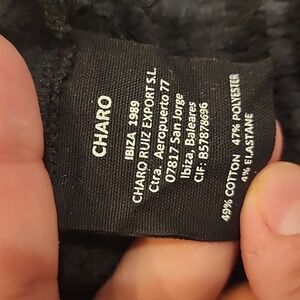 CHARO
IBIZA 1989
CHARO RUIZ EXPORT S.L.
Ctra. Aeropuerto 77
07817 San Jorge
Ibiza, Baleares
CIF: B57878696
49% COTTON 47% POLYESTER
4% ELASTANE